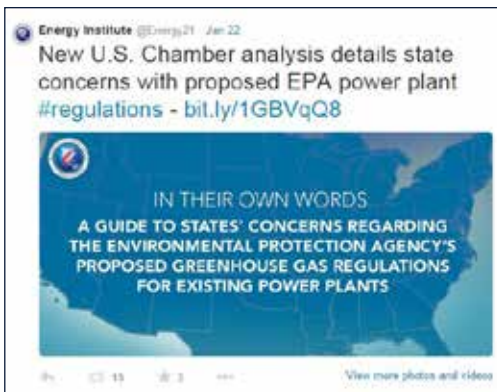 Energy Institute @Energy21 Jan 22
New U.S. Chamber analysis details state
concerns with proposed EPA power plant
#regulations - bit.ly/1GBVqQ8
IN THEIR OWN WORDS
A GUIDE TO STATES' CONCERNS REGARDING
THE ENVIRONMENTAL PROTECTION AGENCY'S
PROPOSED GREENHOUSE GAS REGULATIONS
FOR EXISTING POWER PLANTS
View more photos and videos